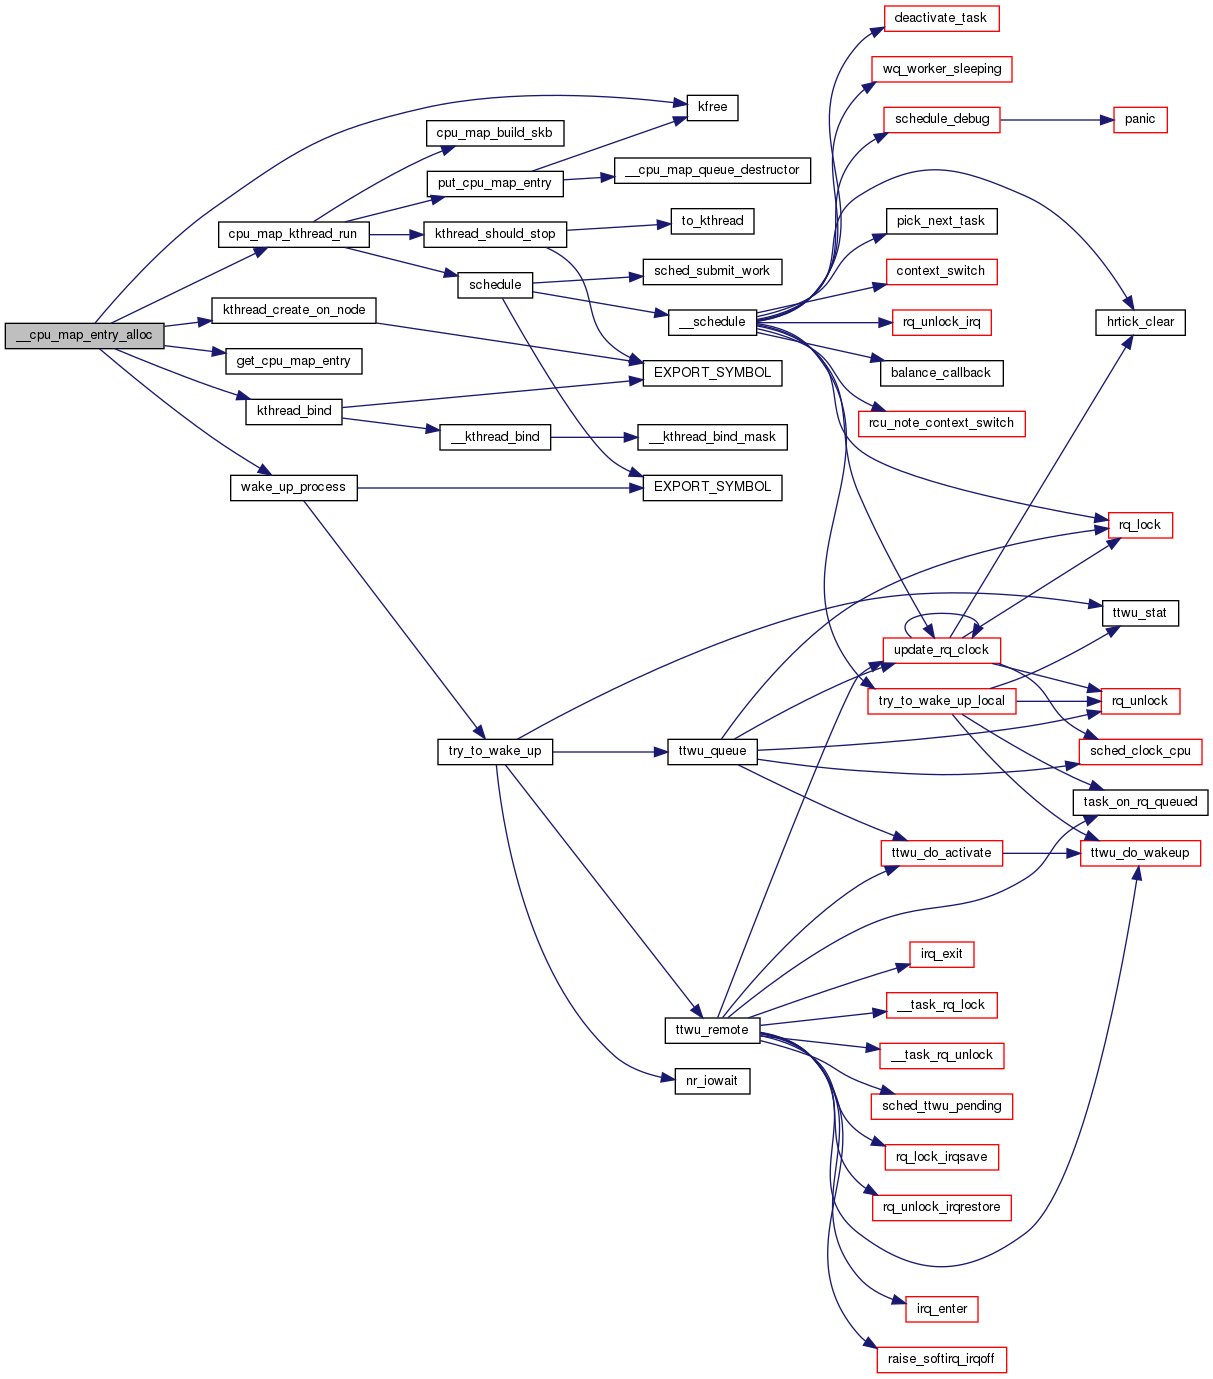 deactivate_task
wq_worker_sleeping
kfree
schedule_debug
panic
cpu_map_build_skb
__cpu_map_queue_destructor
put_cpu_map_entry
to_kthread
pick_next_task
cpu_map_kthread_run
kthread_should_stop
sched_submit_work
context_switch
schedule
kthread_create_on_node
__schedule
rq_unlock_irq
hrtick_clear
__cpu_map_entry_alloc
get_cpu_map_entry
EXPORT_SYMBOL
balance_callback
kthread_bind
rcu_note_context_switch
__kthread_bind
__kthread_bind_mask
wake_up_process
EXPORT_SYMBOL
rq_lock
ttwu_stat
update_rq_clock
try_to_wake_up_local
rq_unlock
try_to_wake_up
ttwu_queue
sched_clock_cpu
task_on_rq_queued
ttwu_do_activate
ttwu_do_wakeup
irq_exit
__task_rq_lock
ttwu_remote
__task_rq_unlock
nr_iowait
sched_ttwu_pending
rq_lock_irqsave
rq_unlock_irqrestore
irq_enter
raise_softirq_irqoff